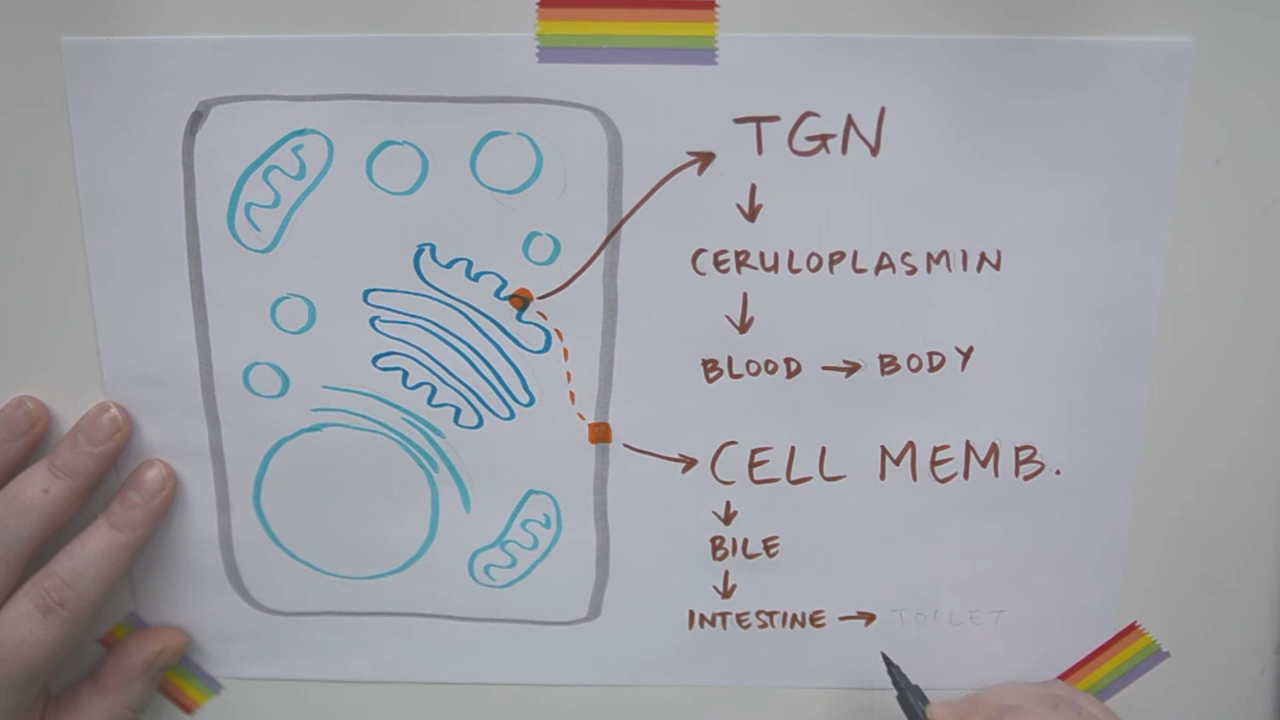 TGN
↓
CERULOPLASMIN
↓
BLOOD → BODY
CELL MEMB.
↓
BILE
↓
INTESTINE → TOILET